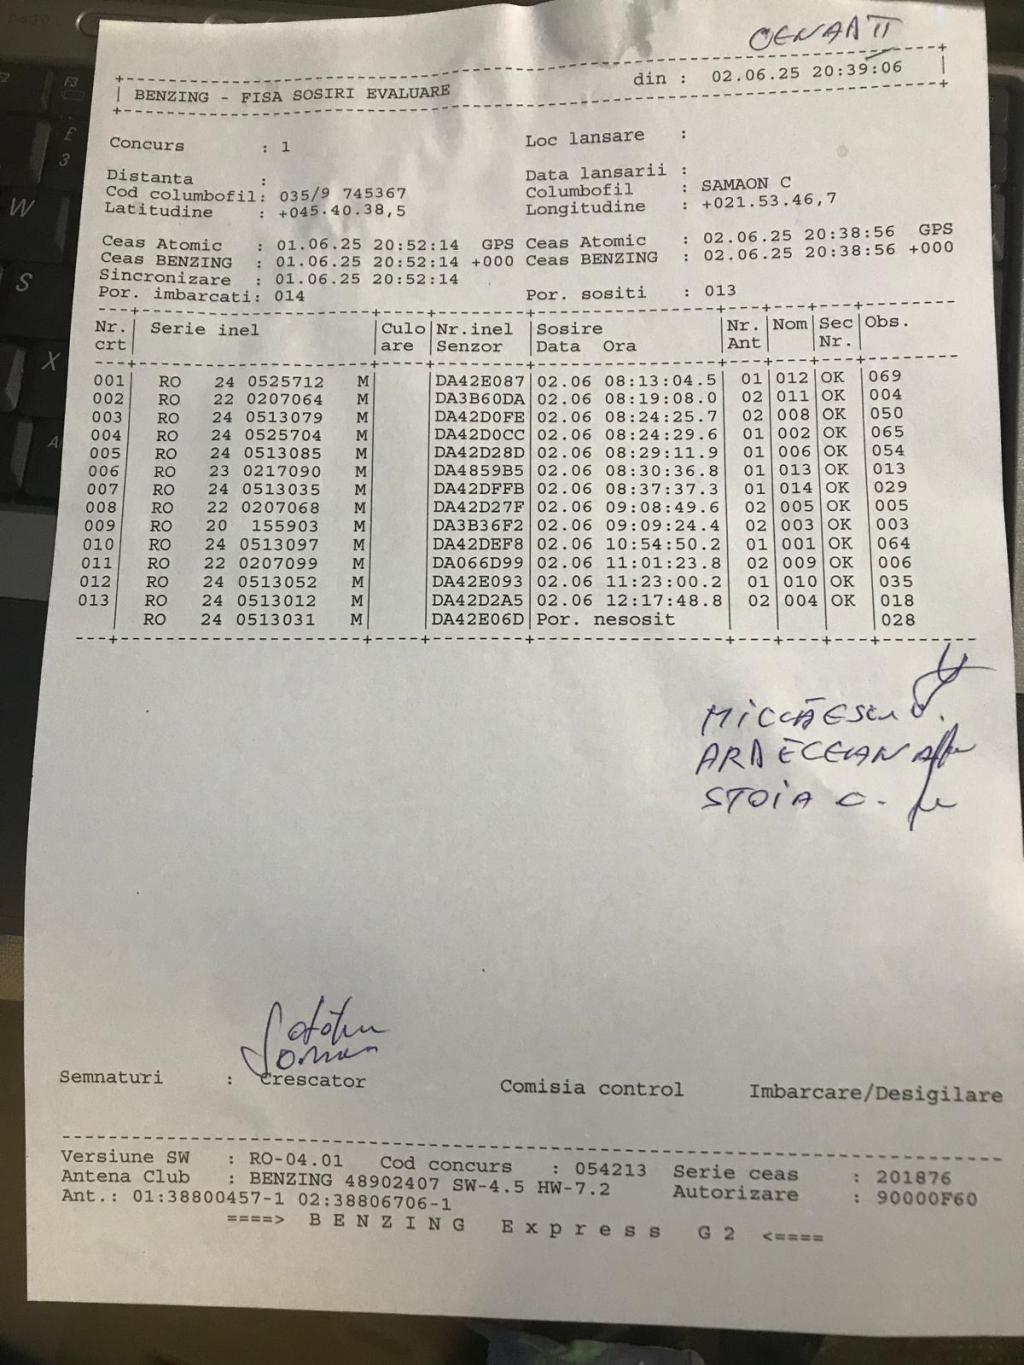 +--------------------------------------------------------------+
| BENZING - FISA SOSIRI EVALUARE din : 02.06.25 20:39:06 |
+--------------------------------------------------------------+
Concurs : 1 Loc lansare :
Distanta : Data lansarii :
Cod columbofil: 035/9 745367 Columbofil : SAMAON C
Latitudine : +045.40.38,5 Longitudine : +021.53.46,7
Ceas Atomic : 01.06.25 20:52:14 GPS Ceas Atomic : 02.06.25 20:38:56 GPS
Ceas BENZING : 01.06.25 20:52:14 +000 Ceas BENZING : 02.06.25 20:38:56 +000
Sincronizare : 01.06.25 20:52:14
Por. imbarcati: 014 Por. sositi : 013
Nr. | Serie inel | Culo | Nr.inel | Sosire | Nr. | Nom | Sec | Obs.
crt | | are | Senzor | Data Ora | Ant | | Nr. |
001 | RO 24 0525712 M | | DA42E087 | 02.06 08:13:04.5 | 01 | 012 | OK | 069
002 | RO 22 0207064 M | | DA3B60DA | 02.06 08:19:08.0 | 02 | 011 | OK | 004
003 | RO 24 0513079 M | | DA42D0FE | 02.06 08:24:25.7 | 02 | 008 | OK | 050
004 | RO 24 0525704 M | | DA42D0CC | 02.06 08:24:29.6 | 01 | 002 | OK | 065
005 | RO 24 0513085 M | | DA42D28D | 02.06 08:29:11.9 | 01 | 006 | OK | 054
006 | RO 23 0217090 M | | DA4859B5 | 02.06 08:30:36.8 | 01 | 013 | OK | 013
007 | RO 24 0513035 M | | DA42DFFB | 02.06 08:37:37.3 | 01 | 014 | OK | 029
008 | RO 22 0207068 M | | DA42D27F | 02.06 09:08:49.6 | 02 | 005 | OK | 005
009 | RO 20 155903 M | | DA3B36F2 | 02.06 09:09:24.4 | 02 | 003 | OK | 003
010 | RO 24 0513097 M | | DA42DEF8 | 02.06 10:54:50.2 | 01 | 001 | OK | 064
011 | RO 22 0207099 M | | DA066D99 | 02.06 11:01:23.8 | 02 | 009 | OK | 006
012 | RO 24 0513052 M | | DA42E093 | 02.06 11:23:00.2 | 01 | 010 | OK | 035
013 | RO 24 0513012 M | | DA42D2A5 | 02.06 12:17:48.8 | 02 | 004 | OK | 018
| RO 24 0513031 M | | DA42E06D | Por. nesosit | | | | 028
STOIA C.
Semnaturi : Crescator Comisia control Imbarcare/Desigilare
Versiune SW : RO-04.01 Cod concurs : 054213 Serie ceas : 201876
Antena Club : BENZING 48902407 SW-4.5 HW-7.2 Autorizare : 90000F60
Ant.: 01:38800457-1 02:38806706-1
====> B E N Z I N G E x p r e s s G 2 <====